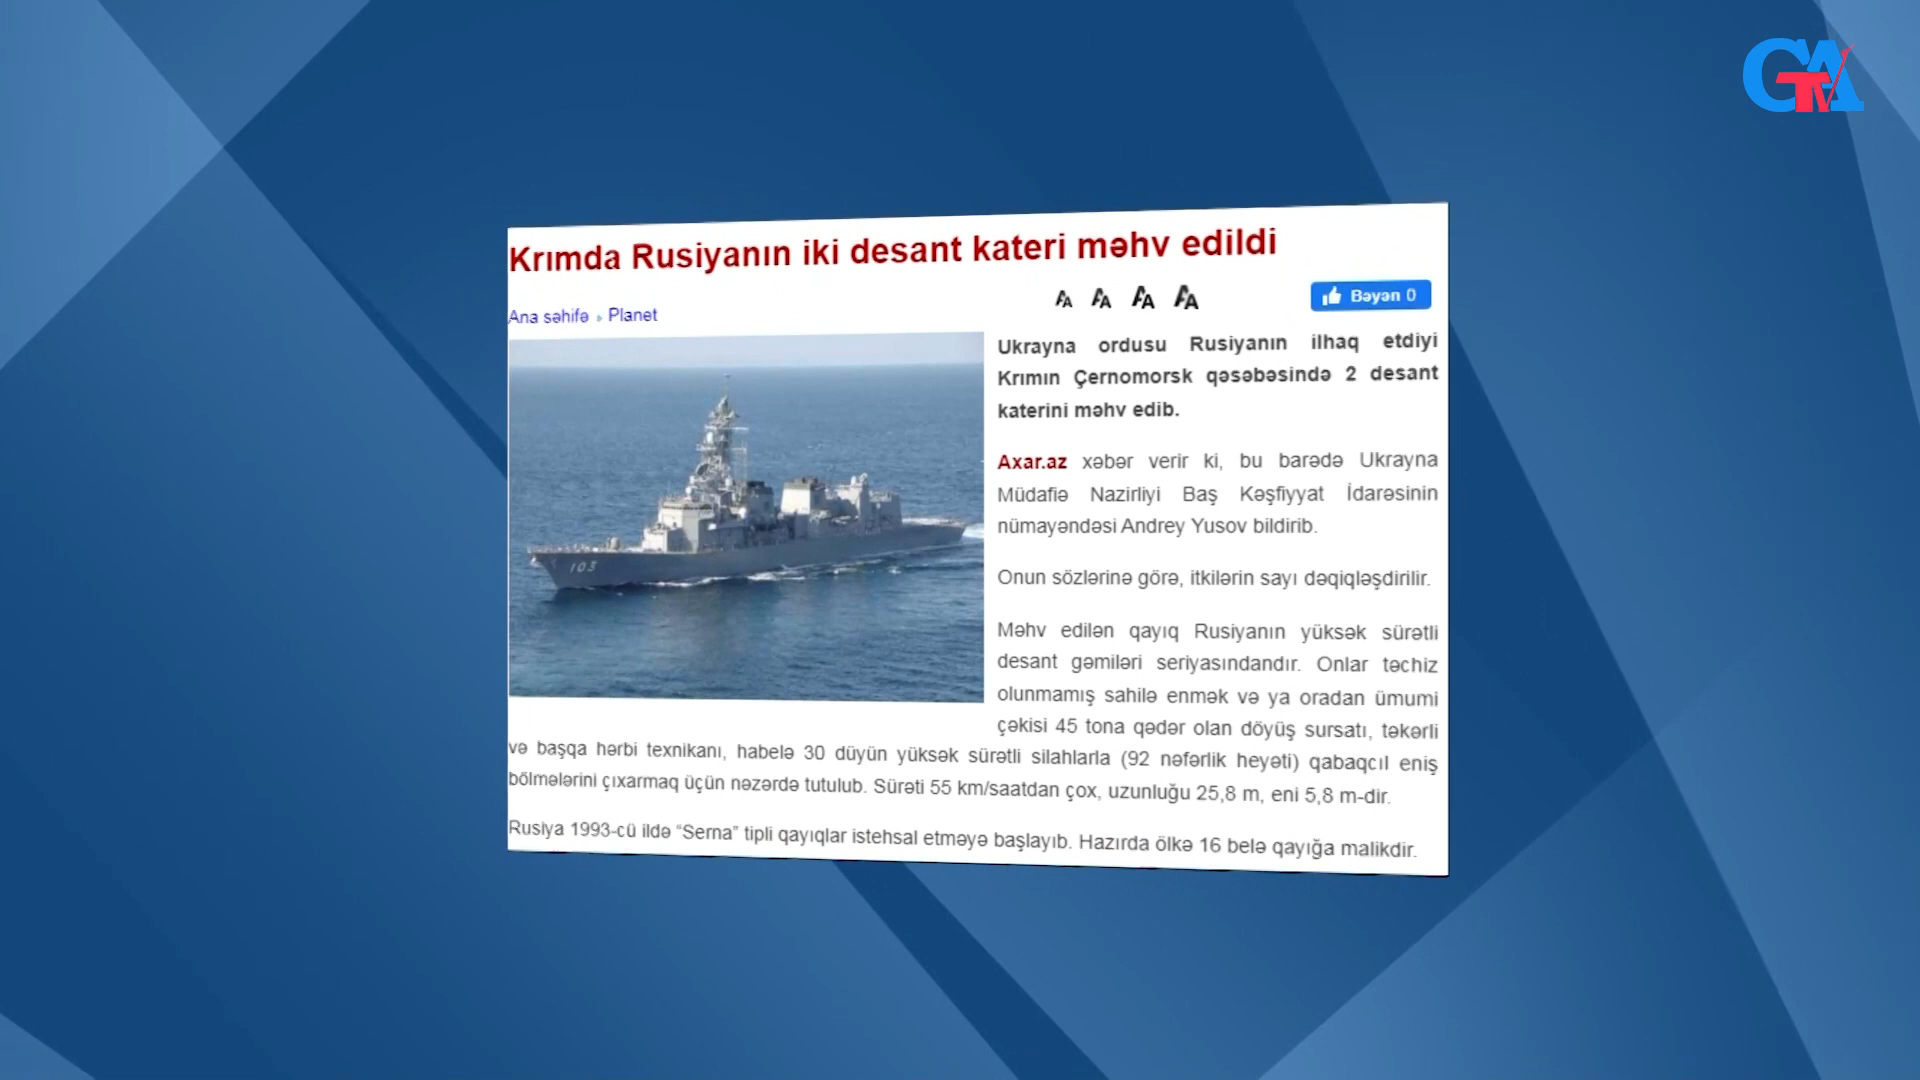 GA
TV
Krımda Rusiyanın iki desant kateri məhv edildi
Ana səhifə Planet
AA AA AA AA
Bəyən 0
103
Ukrayna ordusu Rusiyanın ilhaq etdiyi
Krımın Çernomorsk qəsəbəsində 2 desant
katerini məhv edib.
Axar.az xəbər verir ki, bu barədə Ukrayna
Müdafiə Nazirliyi Baş Kəşfiyyat İdarəsinin
nümayəndəsi Andrey Yusov bildirib.
Onun sözlərinə görə, itkilərin sayı dəqiqləşdirilir.
Məhv edilən qayıq Rusiyanın yüksək sürətli
desant gəmiləri seriyasındandır. Onlar təchiz
olunmamış sahilə enmək və ya oradan ümumi
çəkisi 45 tona qədər olan döyüş sursatı, təkərli
və başqa hərbi texnikanı, habelə 30 düyün yüksək sürətli silahlarla (92 nəfərlik heyəti) qabaqcıl eniş
bölmələrini çıxarmaq üçün nəzərdə tutulub. Sürəti 55 km/saatdan çox, uzunluğu 25,8 m, eni 5,8 m-dir.
Rusiya 1993-cü ildə “Serna” tipli qayıqlar istehsal etməyə başlayıb. Hazırda ölkə 16 belə qayığa malikdir.